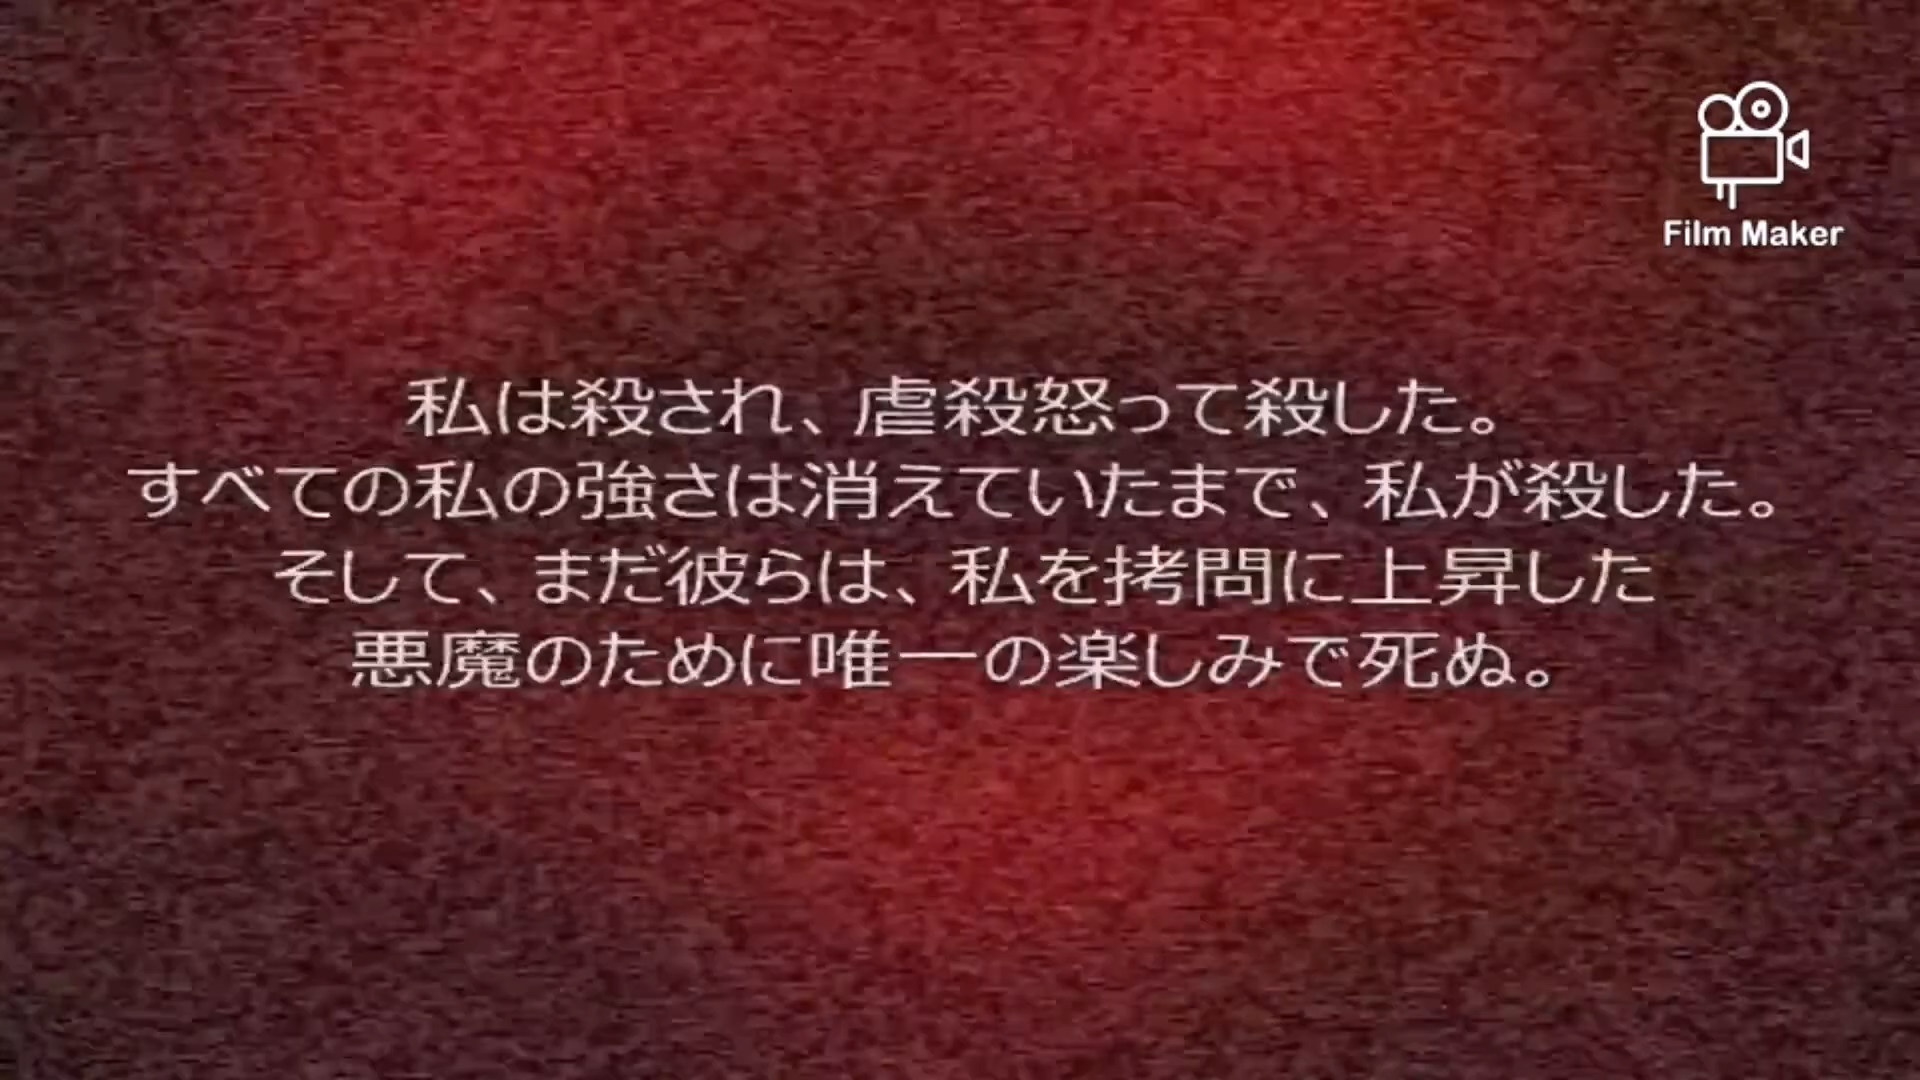 Film Maker
私は殺され、虐殺怒って殺した。
すべての私の強さは消えていたまで、私が殺した。
そして、まだ彼らは、私を拷問に上昇した
悪魔のために唯一の楽しみで死ぬ。